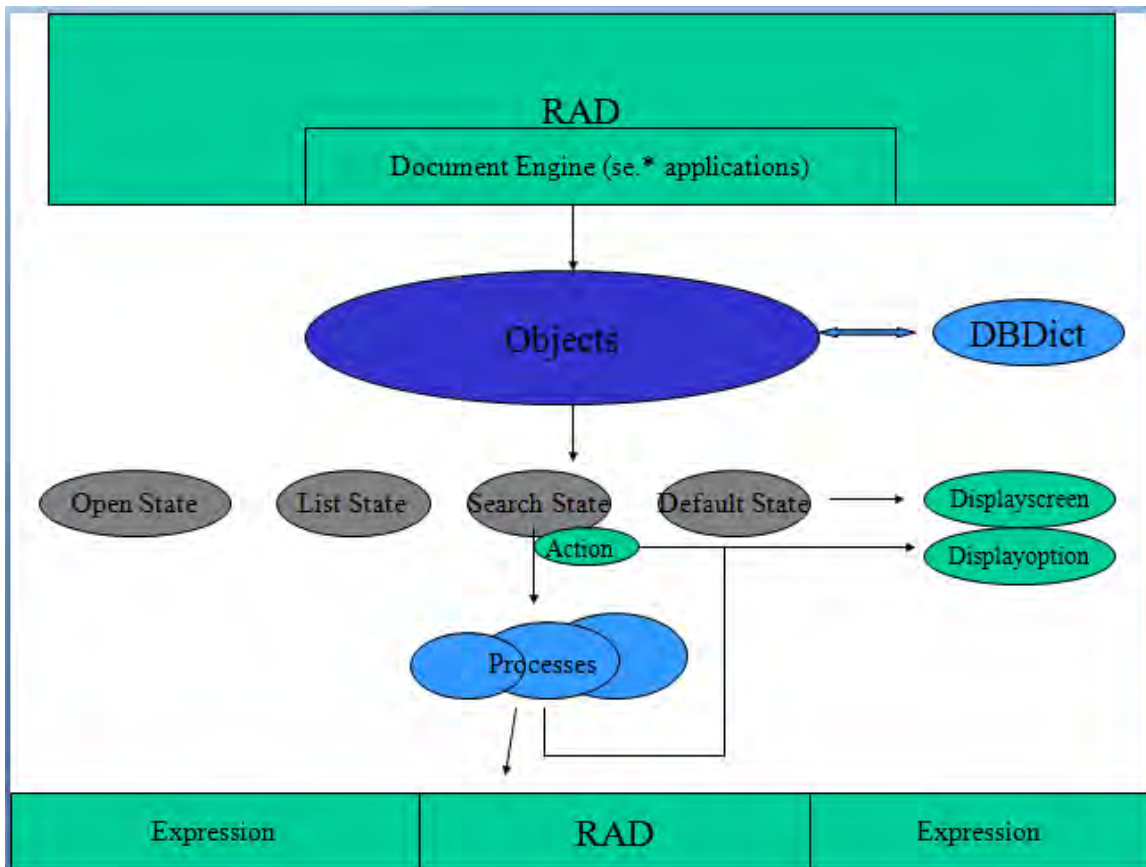 RAD
Document Engine (se.* applications)
Objects
DBDict
Open State
List State
Search State
Default State
Displayscreen
Action
Displayoption
Processes
Expression
RAD
Expression